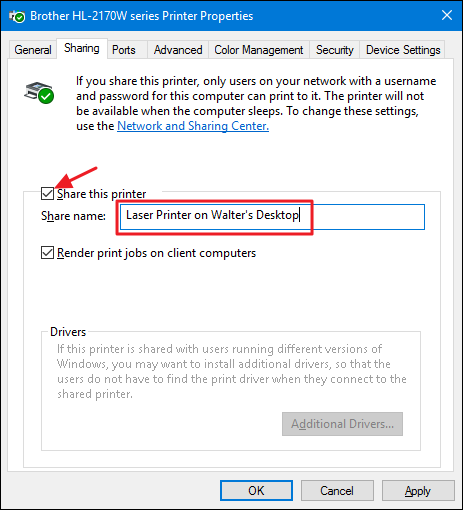 Brother HL-2170W series Printer Properties
General Sharing Ports Advanced Color Management Security Device Settings
If you share this printer, only users on your network with a username
and password for this computer can print to it. The printer will not
be available when the computer sleeps. To change these settings,
use the Network and Sharing Center.
Share this printer
Share name: Laser Printer on Walter's Desktop
Render print jobs on client computers
Drivers
If this printer is shared with users running different versions of
Windows, you may want to install additional drivers, so that the
users do not have to find the print driver when they connect to the
shared printer.
Additional Drivers...
OK Cancel Apply